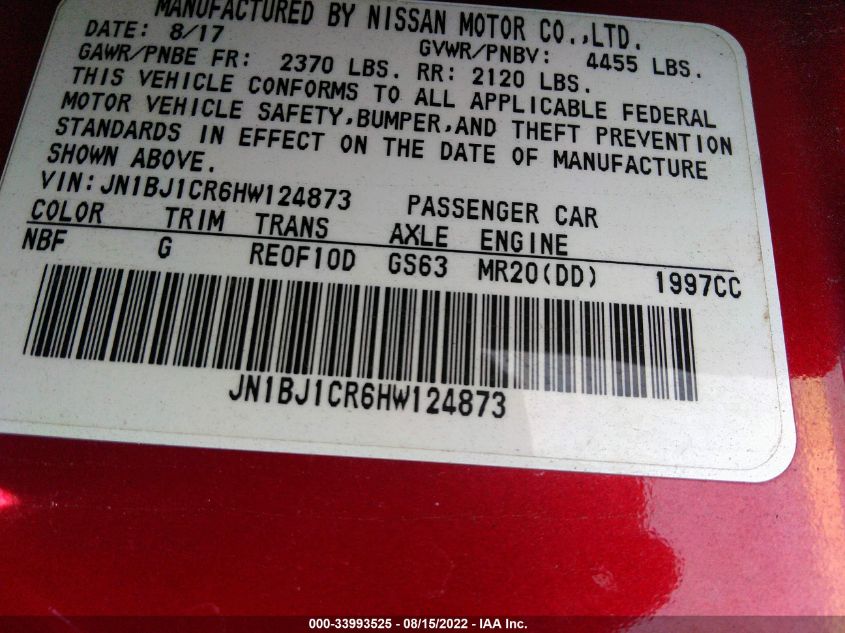 MANUFACTURED BY NISSAN MOTOR CO.,LTD.
DATE: 8/17 GVWR/PNBV: 4455 LBS.
GAWR/PNBE FR: 2370 LBS. RR: 2120 LBS.
THIS VEHICLE CONFORMS TO ALL APPLICABLE FEDERAL
MOTOR VEHICLE SAFETY,BUMPER,AND THEFT PREVENTION
STANDARDS IN EFFECT ON THE DATE OF MANUFACTURE
SHOWN ABOVE.
VIN:JN1BJ1CR6HW124873 PASSENGER CAR
COLOR TRIM TRANS AXLE ENGINE
NBF G RE0F10D GS63 MR20(DD) 1997CC
JN1BJ1CR6HW124873
000-33993525 - 08/15/2022 - IAA Inc.